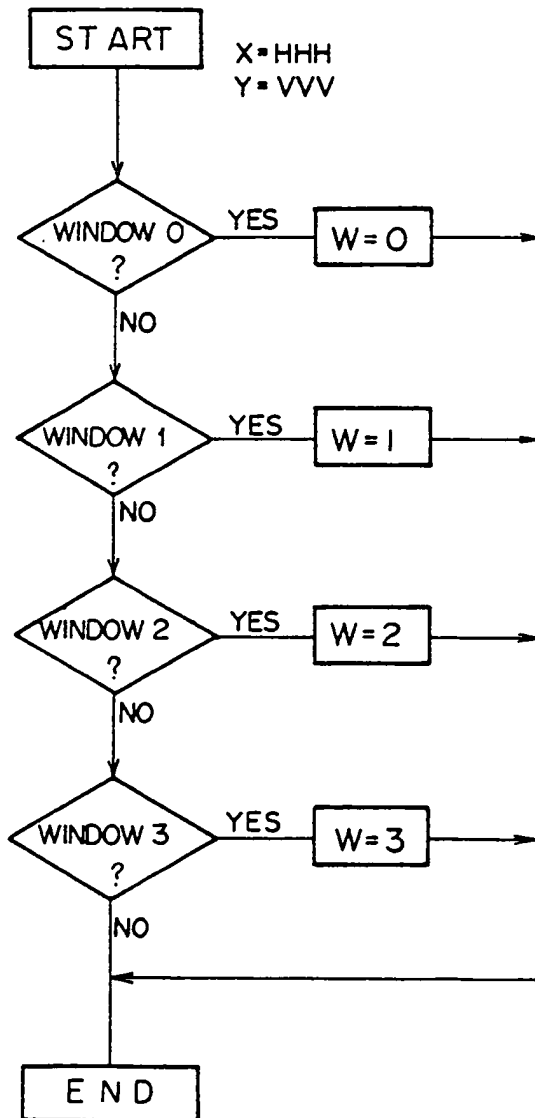 START
X=HHH
Y=VVV
WINDOW 0
?
YES
W=0
NO
WINDOW 1
?
YES
W=1
NO
WINDOW 2
?
YES
W=2
NO
WINDOW 3
?
YES
W=3
NO
END